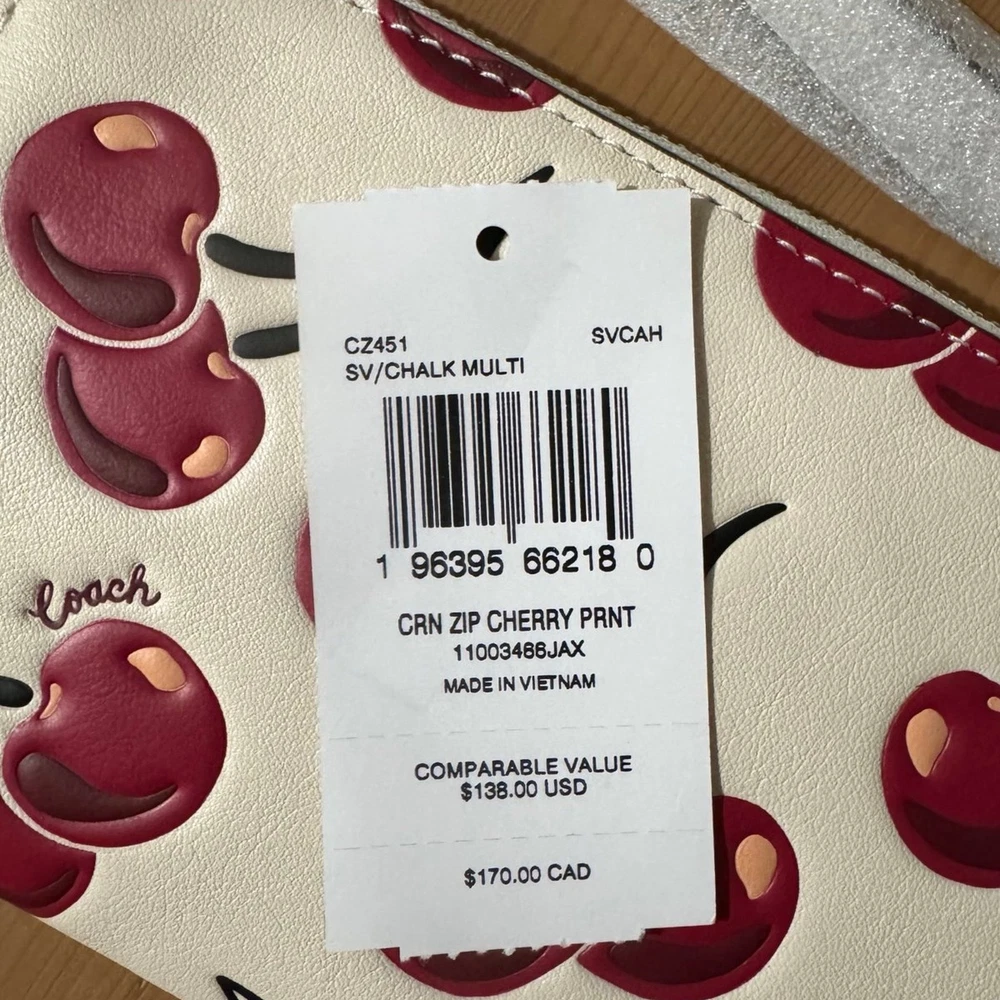 CZ451 SVCAH
SV/CHALK MULTI
1 96395 66218 0
CRN ZIP CHERRY PRNT
11003466JAX
MADE IN VIETNAM
COMPARABLE VALUE
$138.00 USD
$170.00 CAD
Coach